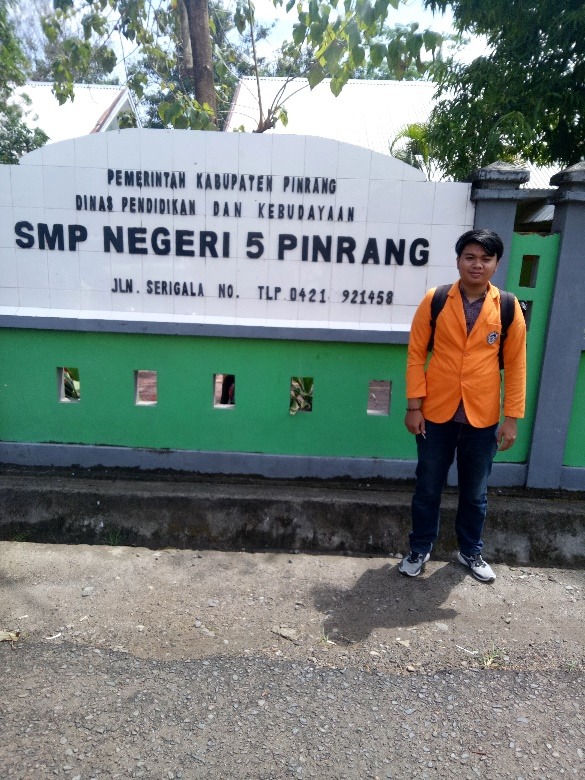 PEMERINTAH KABUPATEN PINRANG
DINAS PENDIDIKAN DAN KEBUDAYAAN
SMP NEGERI 5 PINRANG
JLN. SERIGALA NO. TLP. 0421 921458